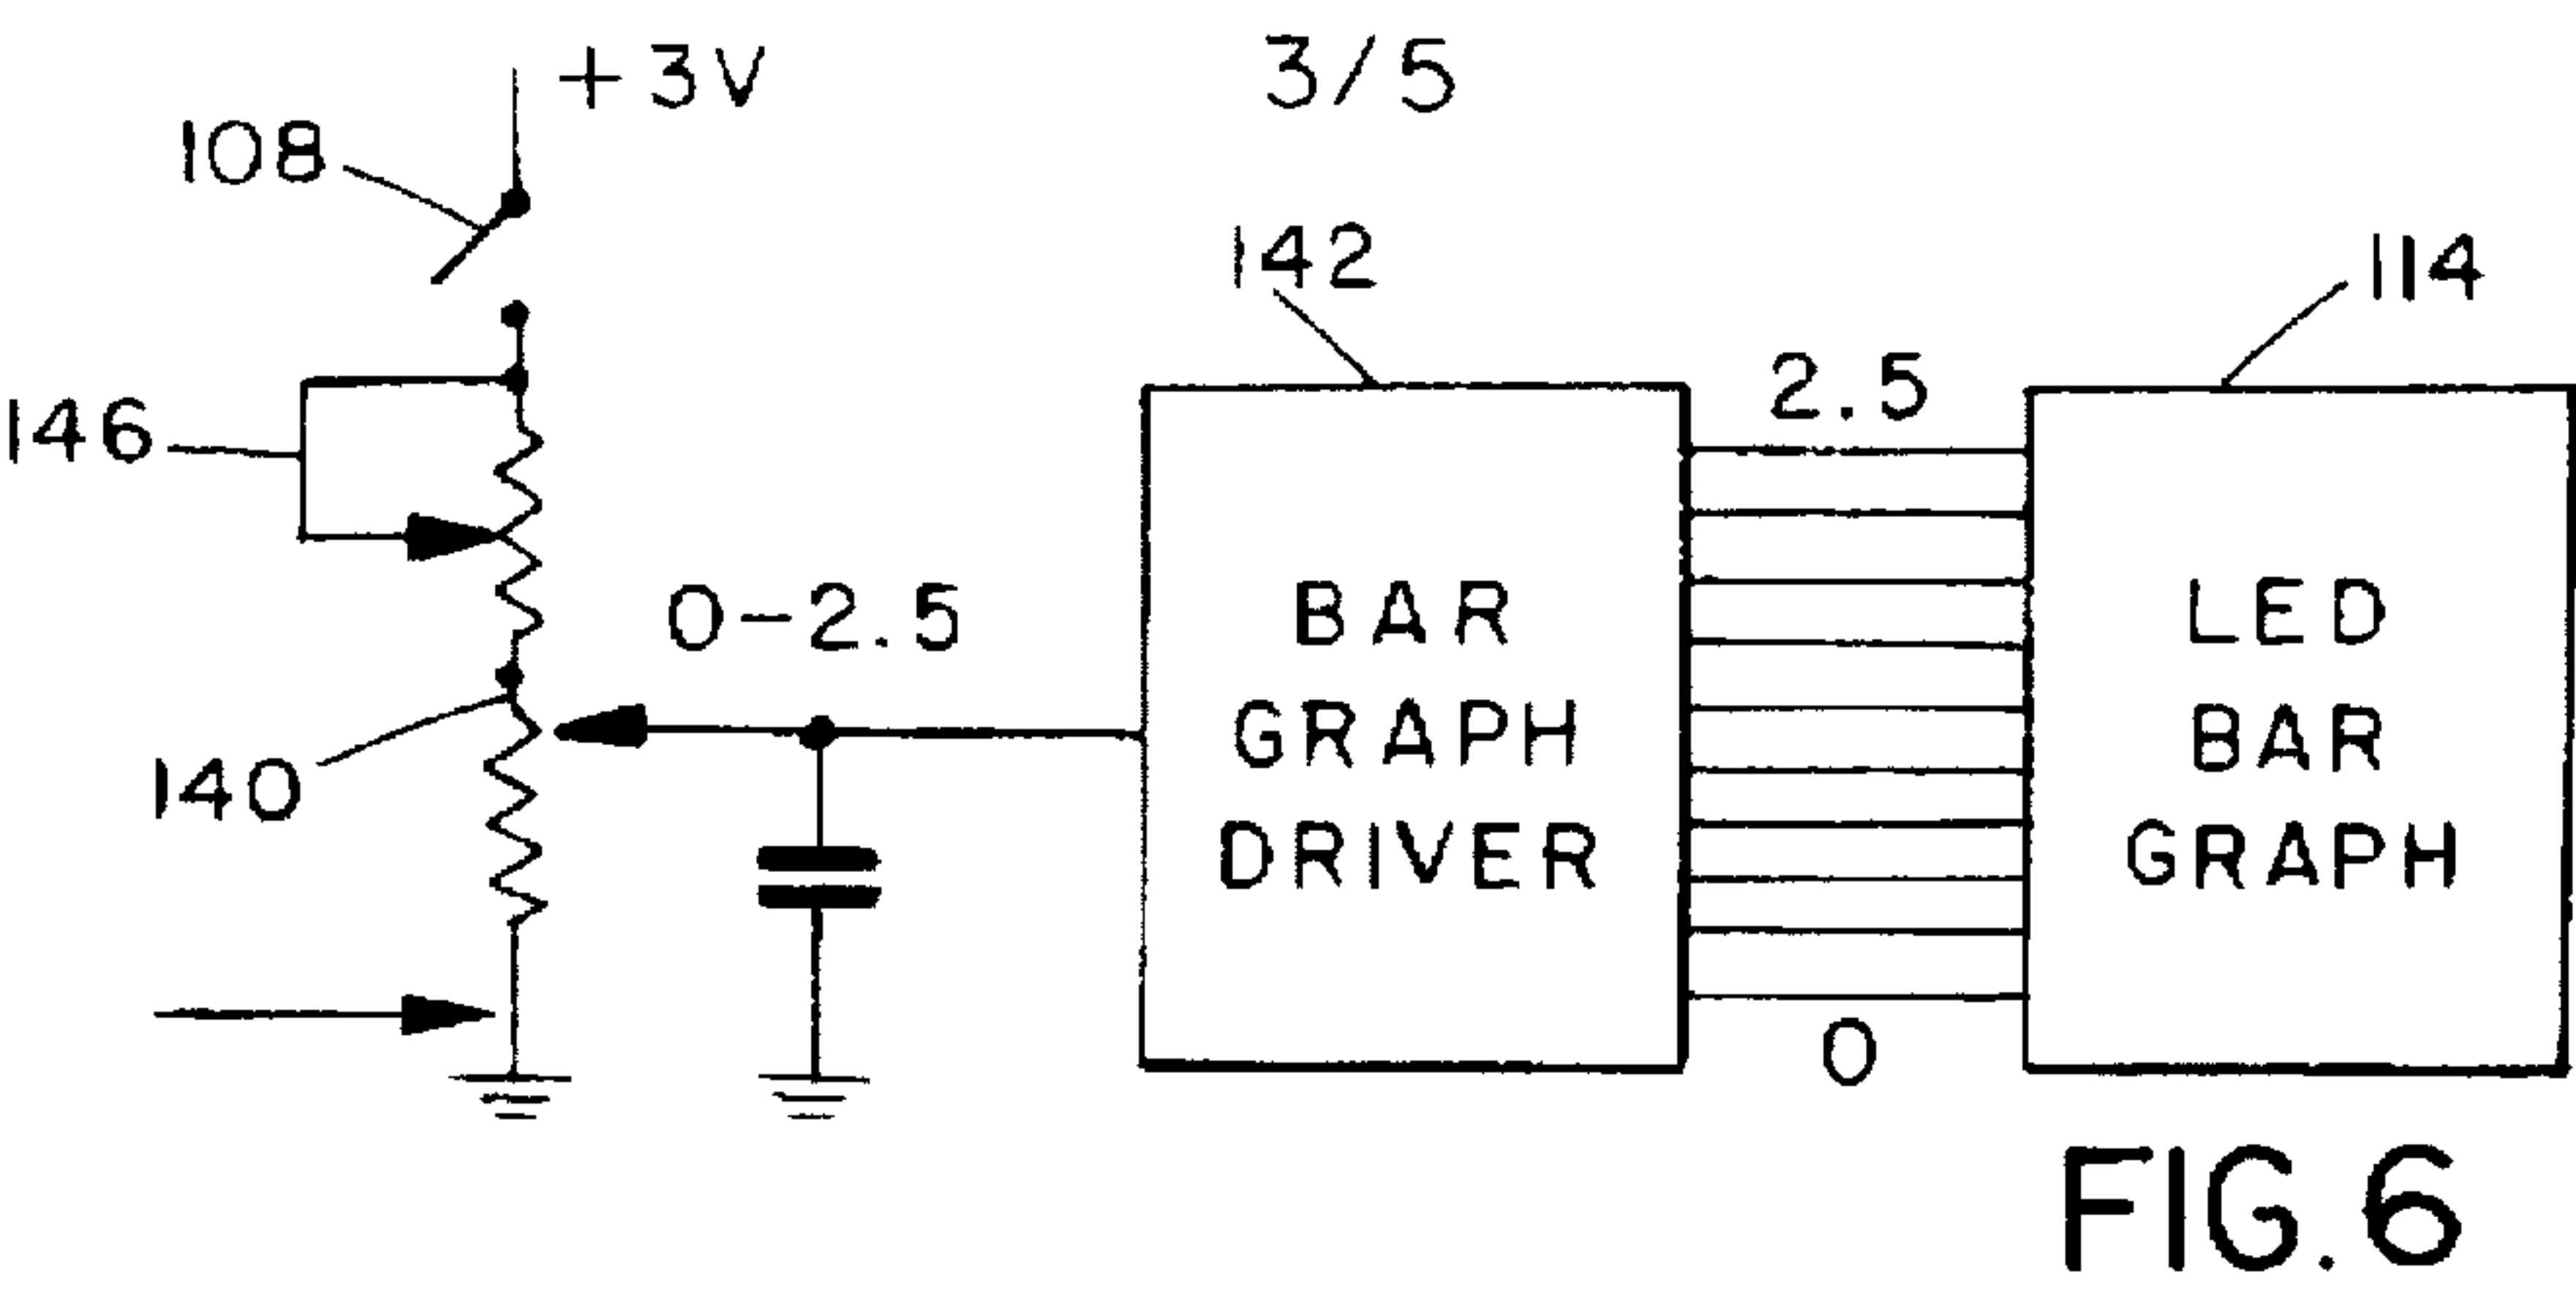 +3V
3/5
108
142
114
146
2.5
0-2.5
140
BAR
GRAPH
DRIVER
LED
BAR
GRAPH
0
FIG.6